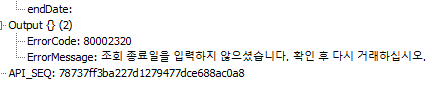 endDate:
Output {} (2)
ErrorCode: 80002320
ErrorMessage: 조회 종료일을 입력하지 않으셨습니다. 확인 후 다시 거래하십시오.
API_SEQ: 78737ff3ba227d1279477dce688ac0a8